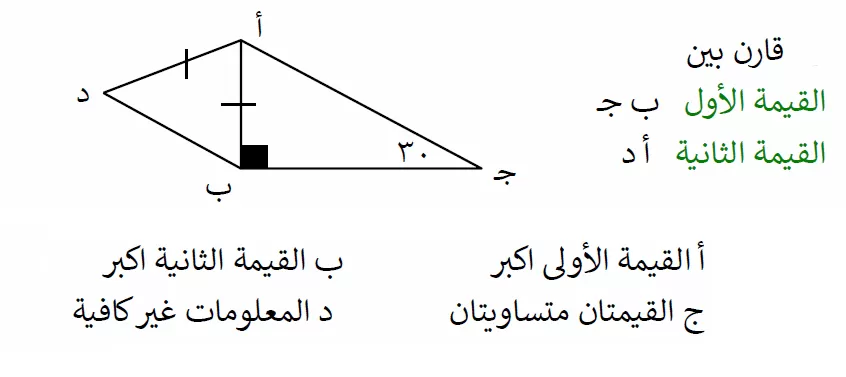 قارن بين
القيمة الأول ب جـ
القيمة الثانية أ د
أ
د
٣٠
جـ
ب
أ القيمة الأولى اكبر
ب القيمة الثانية اكبر
ج القيمتان متساويتان
د المعلومات غير كافية